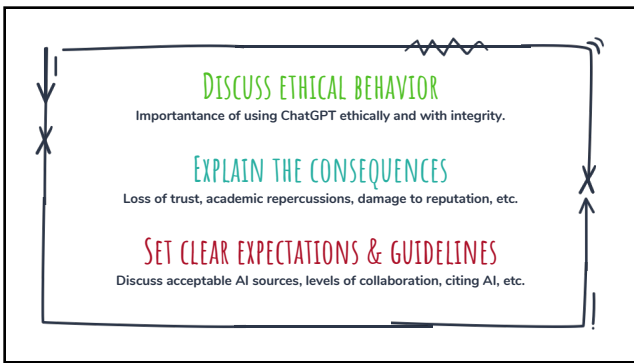 Discuss ethical behavior
Importantance of using ChatGPT ethically and with integrity.
Explain the consequences
Loss of trust, academic repercussions, damage to reputation, etc.
Set clear expectations & guidelines
Discuss acceptable AI sources, levels of collaboration, citing AI, etc.